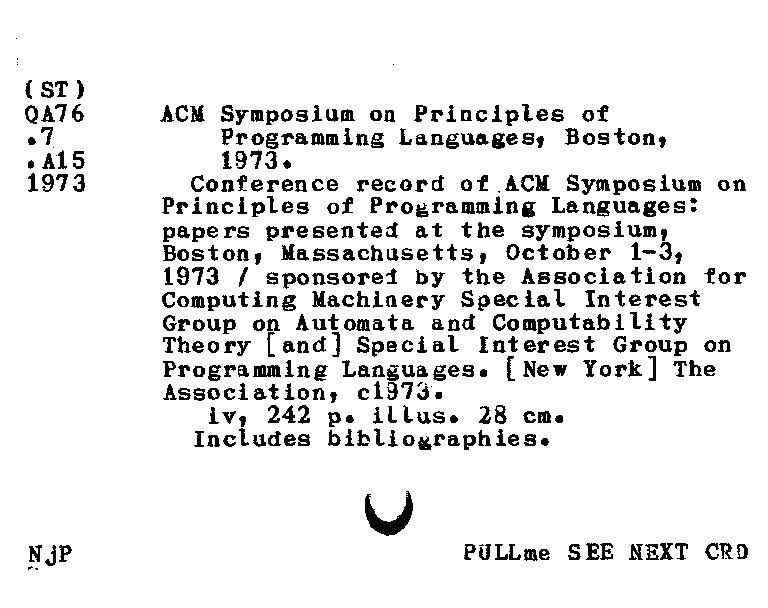 (ST)
QA76 ACM Symposium on Principles of
.7 Programming Languages, Boston,
.A15 1973.
1973 Conference record of ACM Symposium on
Principles of Programming Languages:
papers presented at the symposium,
Boston, Massachusetts, October 1-3,
1973 / sponsored by the Association for
Computing Machinery Special Interest
Group on Automata and Computability
Theory [and] Special Interest Group on
Programming Languages. [New York] The
Association, c1973.
iv, 242 p. illus. 28 cm.
Includes bibliographies.
NjP PULLme SEE NEXT CRD